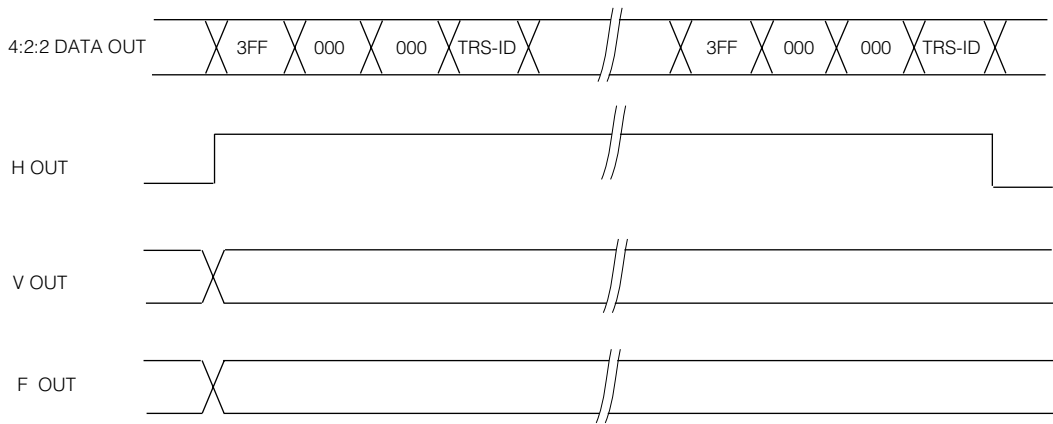 4:2:2 DATA OUT 3FF 000 000 TRS-ID 3FF 000 000 TRS-ID
H OUT
V OUT
F OUT